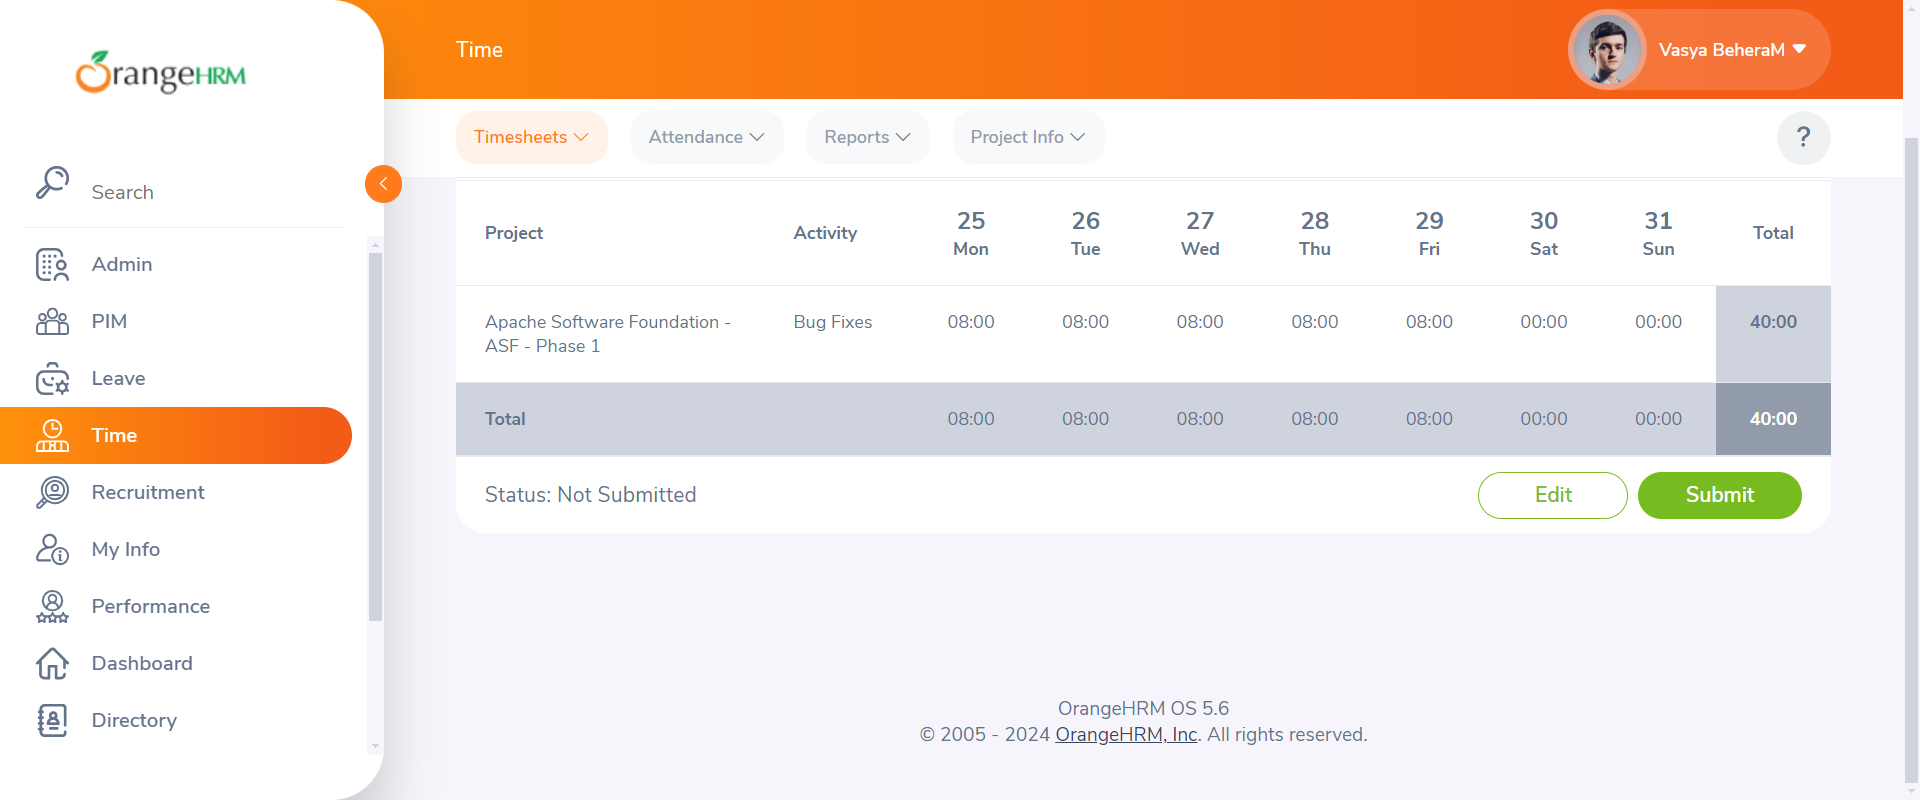 OrangeHRM
Time
Vasya BeheraM
Timesheets
Attendance
Reports
Project Info
?
Search
Admin
PIM
Leave
Time
Recruitment
My Info
Performance
Dashboard
Directory
Project Activity 25 Mon 26 Tue 27 Wed 28 Thu 29 Fri 30 Sat 31 Sun Total
Apache Software Foundation - Bug Fixes 08:00 08:00 08:00 08:00 08:00 00:00 00:00 40:00
ASF - Phase 1
Total 08:00 08:00 08:00 08:00 08:00 00:00 00:00 40:00
Status: Not Submitted Edit Submit
OrangeHRM OS 5.6
© 2005 - 2024 OrangeHRM, Inc. All rights reserved.